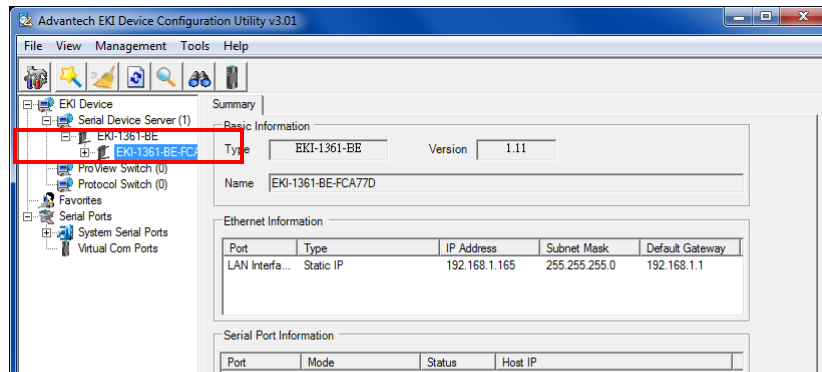 Advantech EKI Device Configuration Utility v3.01
File View Management Tools Help
EKI Device
Serial Device Server (1)
EKI-1361-BE
EKI-1361-BE-FCA
ProView Switch (0)
Protocol Switch (0)
Favorites
Serial Ports
System Serial Ports
Virtual Com Ports
Summary
Basic Information
Type EKI-1361-BE Version 1.11
Name EKI-1361-BE-FCA77D
Ethernet Information
Port Type IP Address Subnet Mask Default Gateway
LAN Interfa... Static IP 192.168.1.165 255.255.255.0 192.168.1.1
Serial Port Information
Port Mode Status Host IP